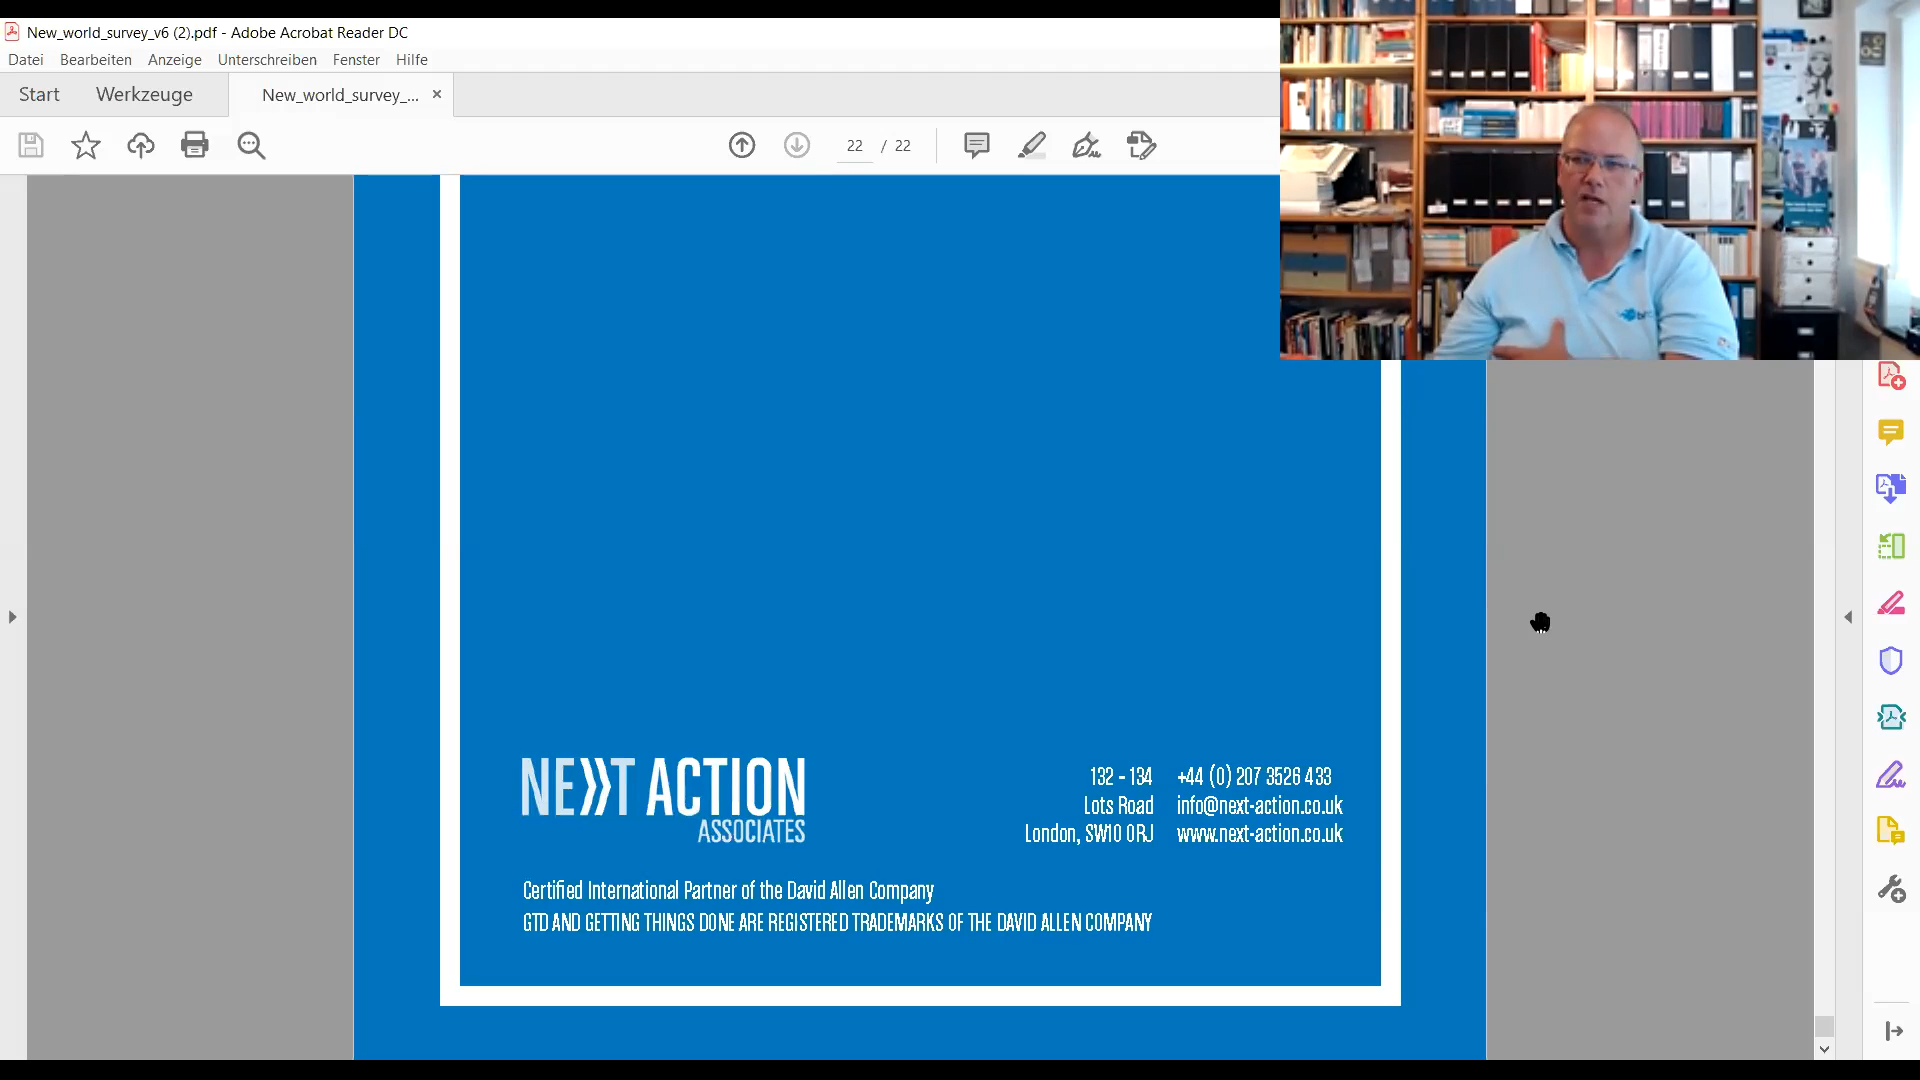 New_world_survey_v6 (2).pdf - Adobe Acrobat Reader DC
Datei Bearbeiten Anzeige Unterschreiben Fenster Hilfe
Start Werkzeuge New_world_survey_... ×
22 / 22
NEXT ACTION
ASSOCIATES
132 - 134 +44 (0) 207 3526 433
Lots Road info@next-action.co.uk
London, SW10 0RJ www.next-action.co.uk
Certified International Partner of the David Allen Company
GTD AND GETTING THINGS DONE ARE REGISTERED TRADEMARKS OF THE DAVID ALLEN COMPANY